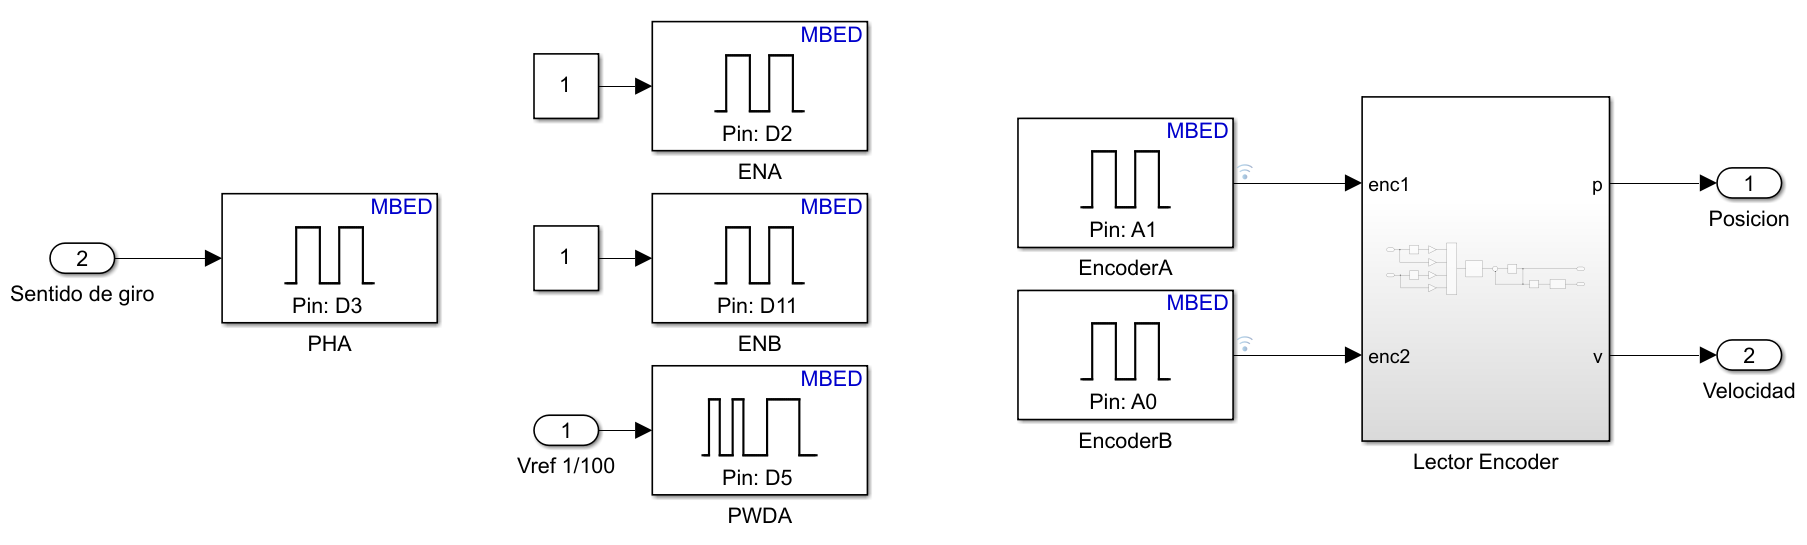 2
Sentido de giro
MBED
Pin: D3
PHA
1
MBED
Pin: D2
ENA
1
MBED
Pin: D11
ENB
1
Vref 1/100
MBED
Pin: D5
PWDA
MBED
Pin: A1
EncoderA
MBED
Pin: A0
EncoderB
enc1
p
enc2
v
Lector Encoder
1
Posicion
2
Velocidad